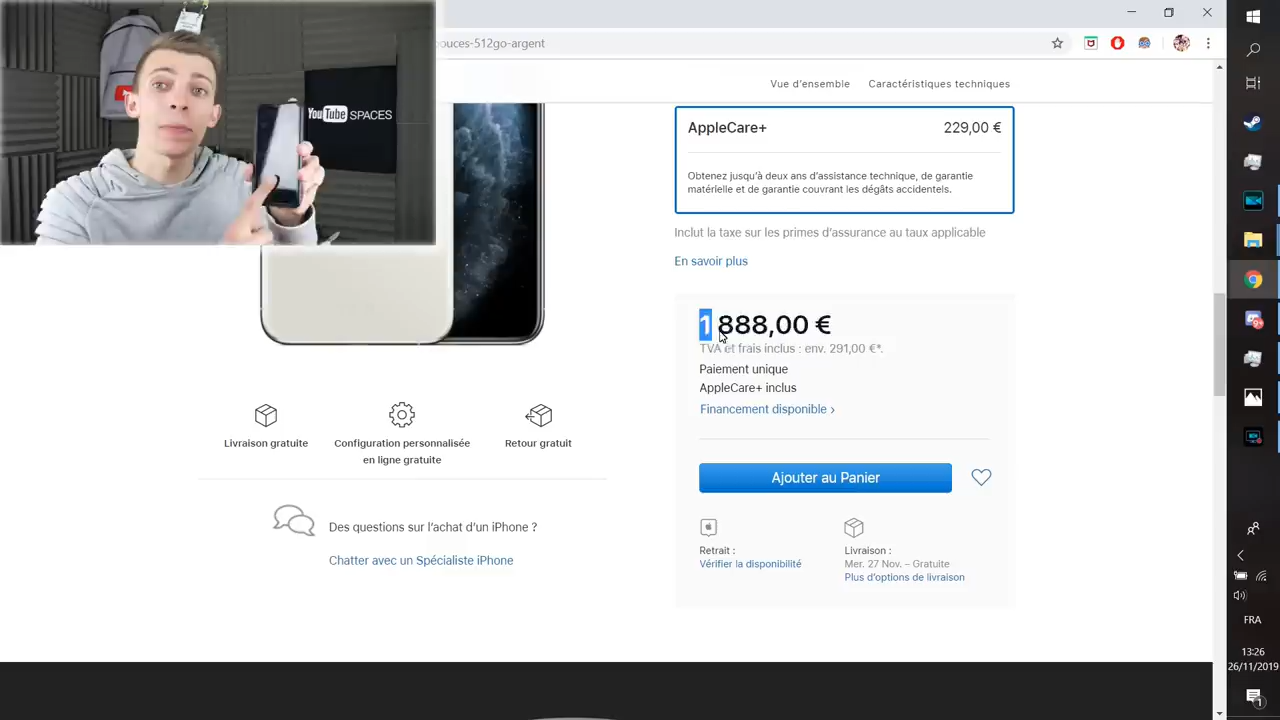 ouces-512go-argent
YouTube SPACES
Vue d'ensemble
Caractéristiques techniques
AppleCare+
229,00 €
Obtenez jusqu'à deux ans d'assistance technique, de garantie
matérielle et de garantie couvrant les dégâts accidentels.
Inclut la taxe sur les primes d'assurance au taux applicable
En savoir plus
1 888,00 €
TVA et frais inclus : env. 291,00 €*.
Paiement unique
AppleCare+ inclus
Financement disponible >
Livraison gratuite
Configuration personnalisée
en ligne gratuite
Retour gratuit
Ajouter au Panier
Des questions sur l'achat d'un iPhone ?
Chatter avec un Spécialiste iPhone
Retrait :
Vérifier la disponibilité
Livraison :
Mer. 27 Nov. – Gratuite
Plus d'options de livraison
FRA
13:26
26/11/2019